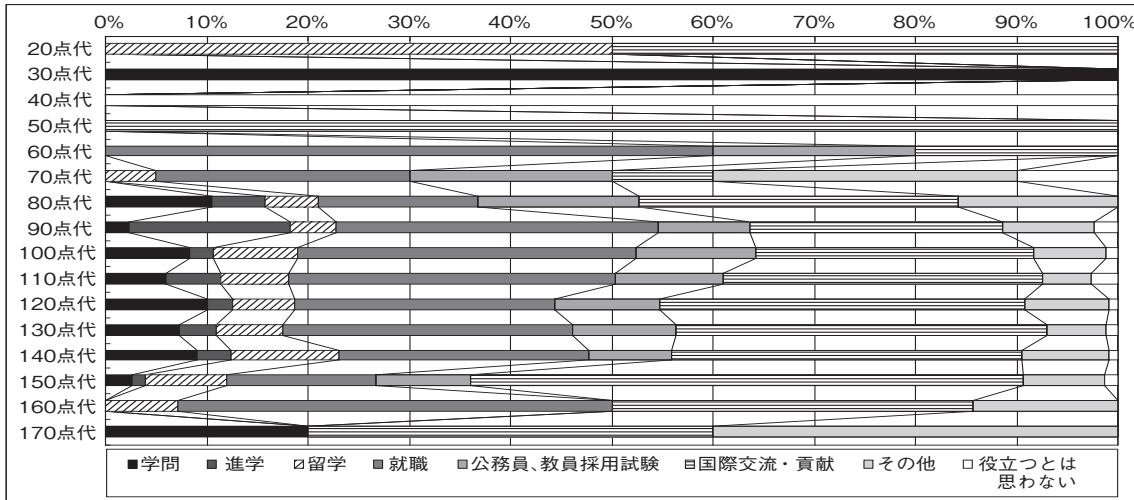 0% 10% 20% 30% 40% 50% 60% 70% 80% 90% 100%
20点代
30点代
40点代
50点代
60点代
70点代
80点代
90点代
100点代
110点代
120点代
130点代
140点代
150点代
160点代
170点代
■学問 ■進学 留学 ■就職 ■公務員、教員採用試験 国際交流・貢献 その他 役立つとは
思わない